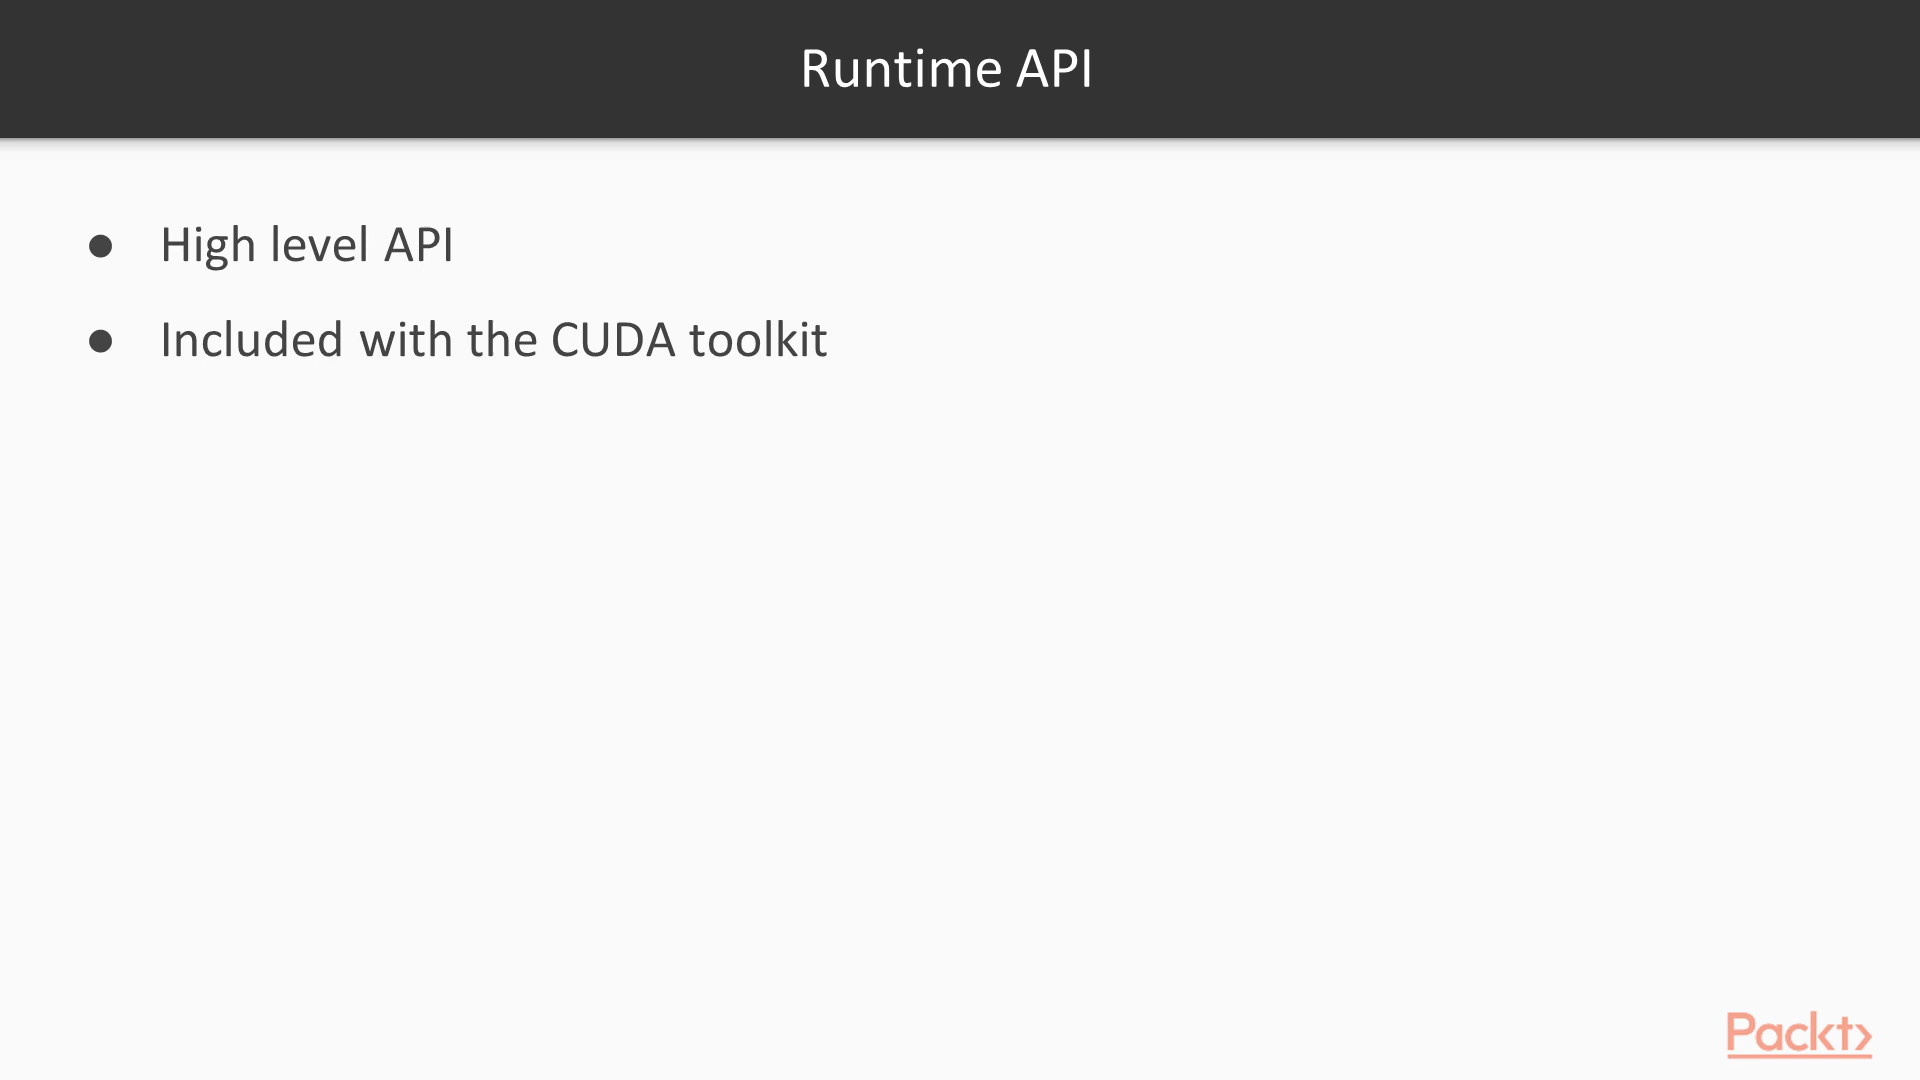 Runtime API
● High level API
● Included with the CUDA toolkit
Packt>